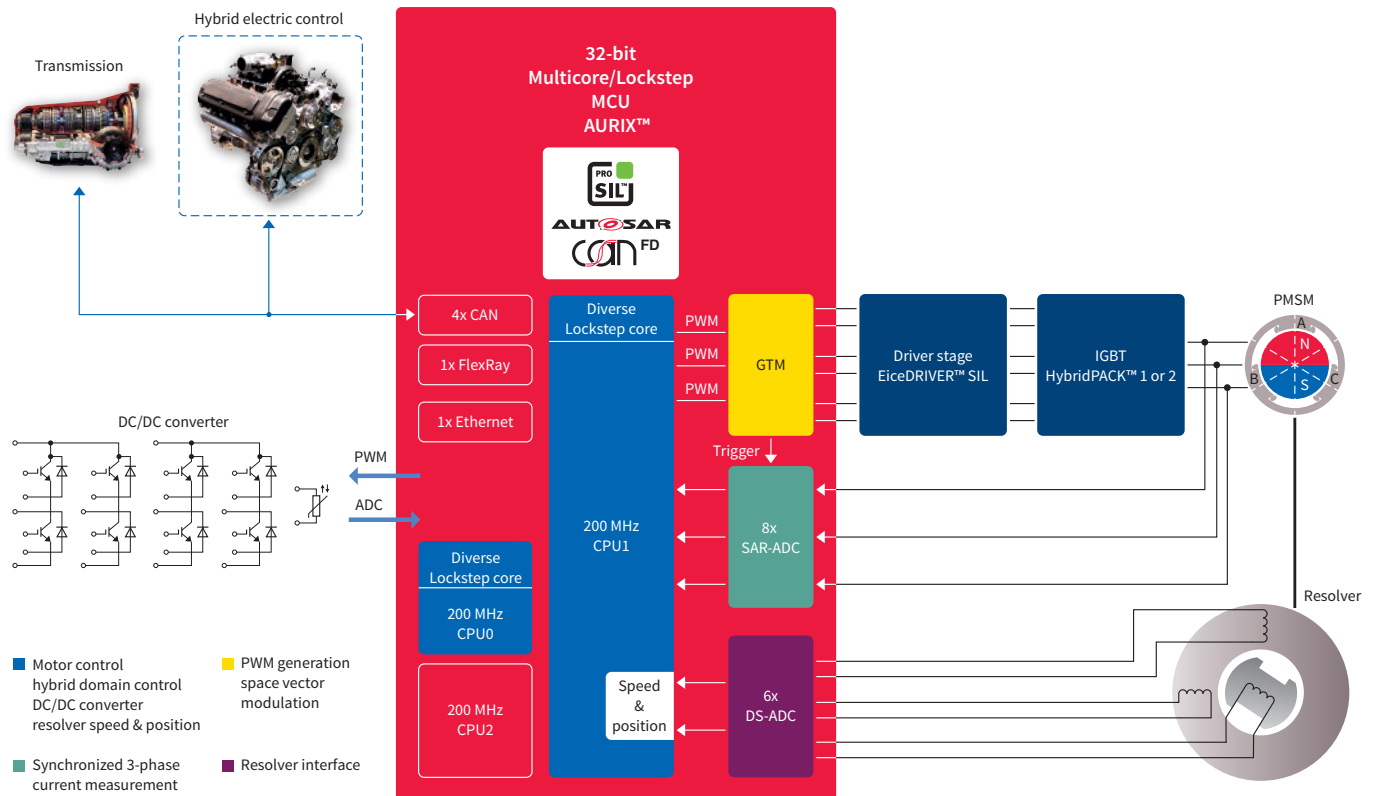 Hybrid electric control
Transmission
32-bit
Multicore/Lockstep
MCU
AURIX™
PRO
SIL™
AUTOSAR
CAN FD
4x CAN
1x FlexRay
1x Ethernet
Diverse
Lockstep core
PWM
PWM
PWM
GTM
Driver stage
EiceDRIVER™ SIL
IGBT
HybridPACK™ 1 or 2
PMSM
A
N
B
S
C
DC/DC converter
PWM
ADC
Trigger
200 MHz
CPU1
8x
SAR-ADC
Diverse
Lockstep core
200 MHz
CPU0
Resolver
200 MHz
CPU2
Speed
&
position
6x
DS-ADC
Motor control
hybrid domain control
DC/DC converter
resolver speed & position
PWM generation
space vector
modulation
Synchronized 3-phase
current measurement
Resolver interface